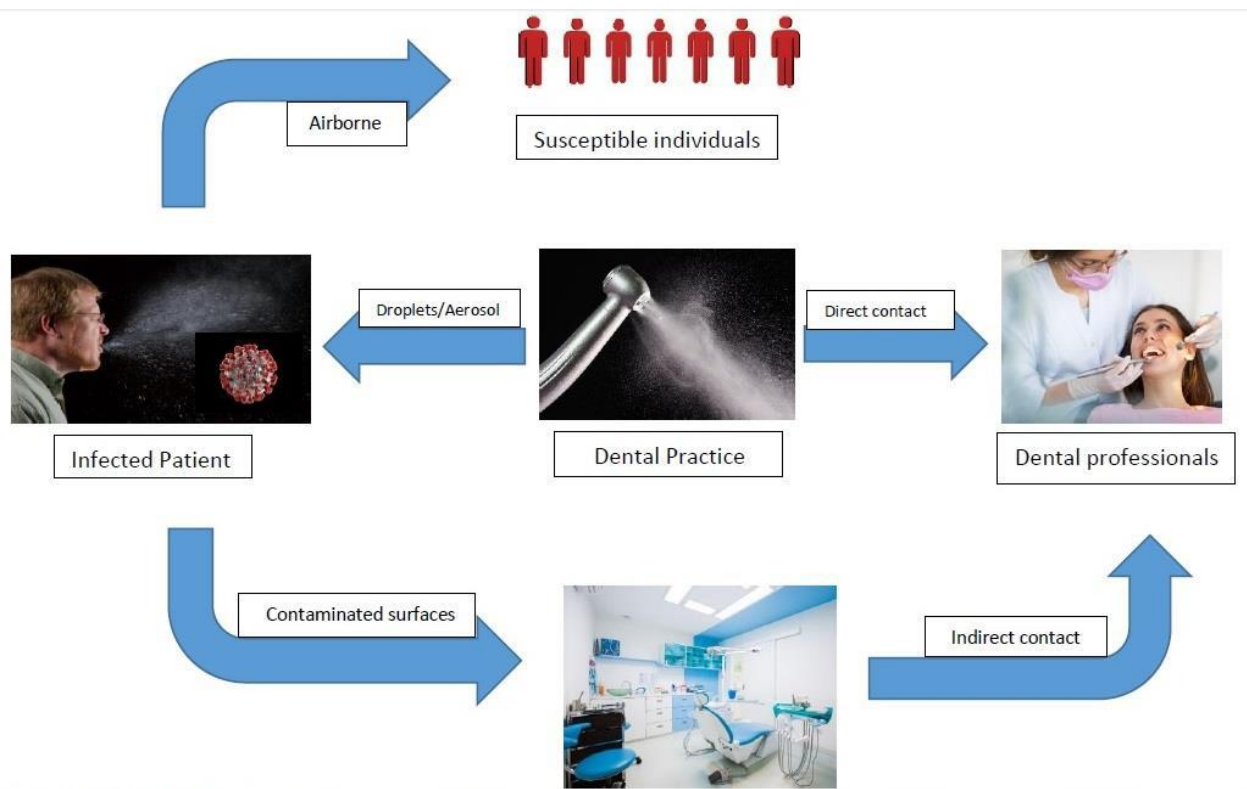 Airborne
Susceptible individuals
Droplets/Aerosol
Direct contact
Infected Patient
Dental Practice
Dental professionals
Contaminated surfaces
Indirect contact